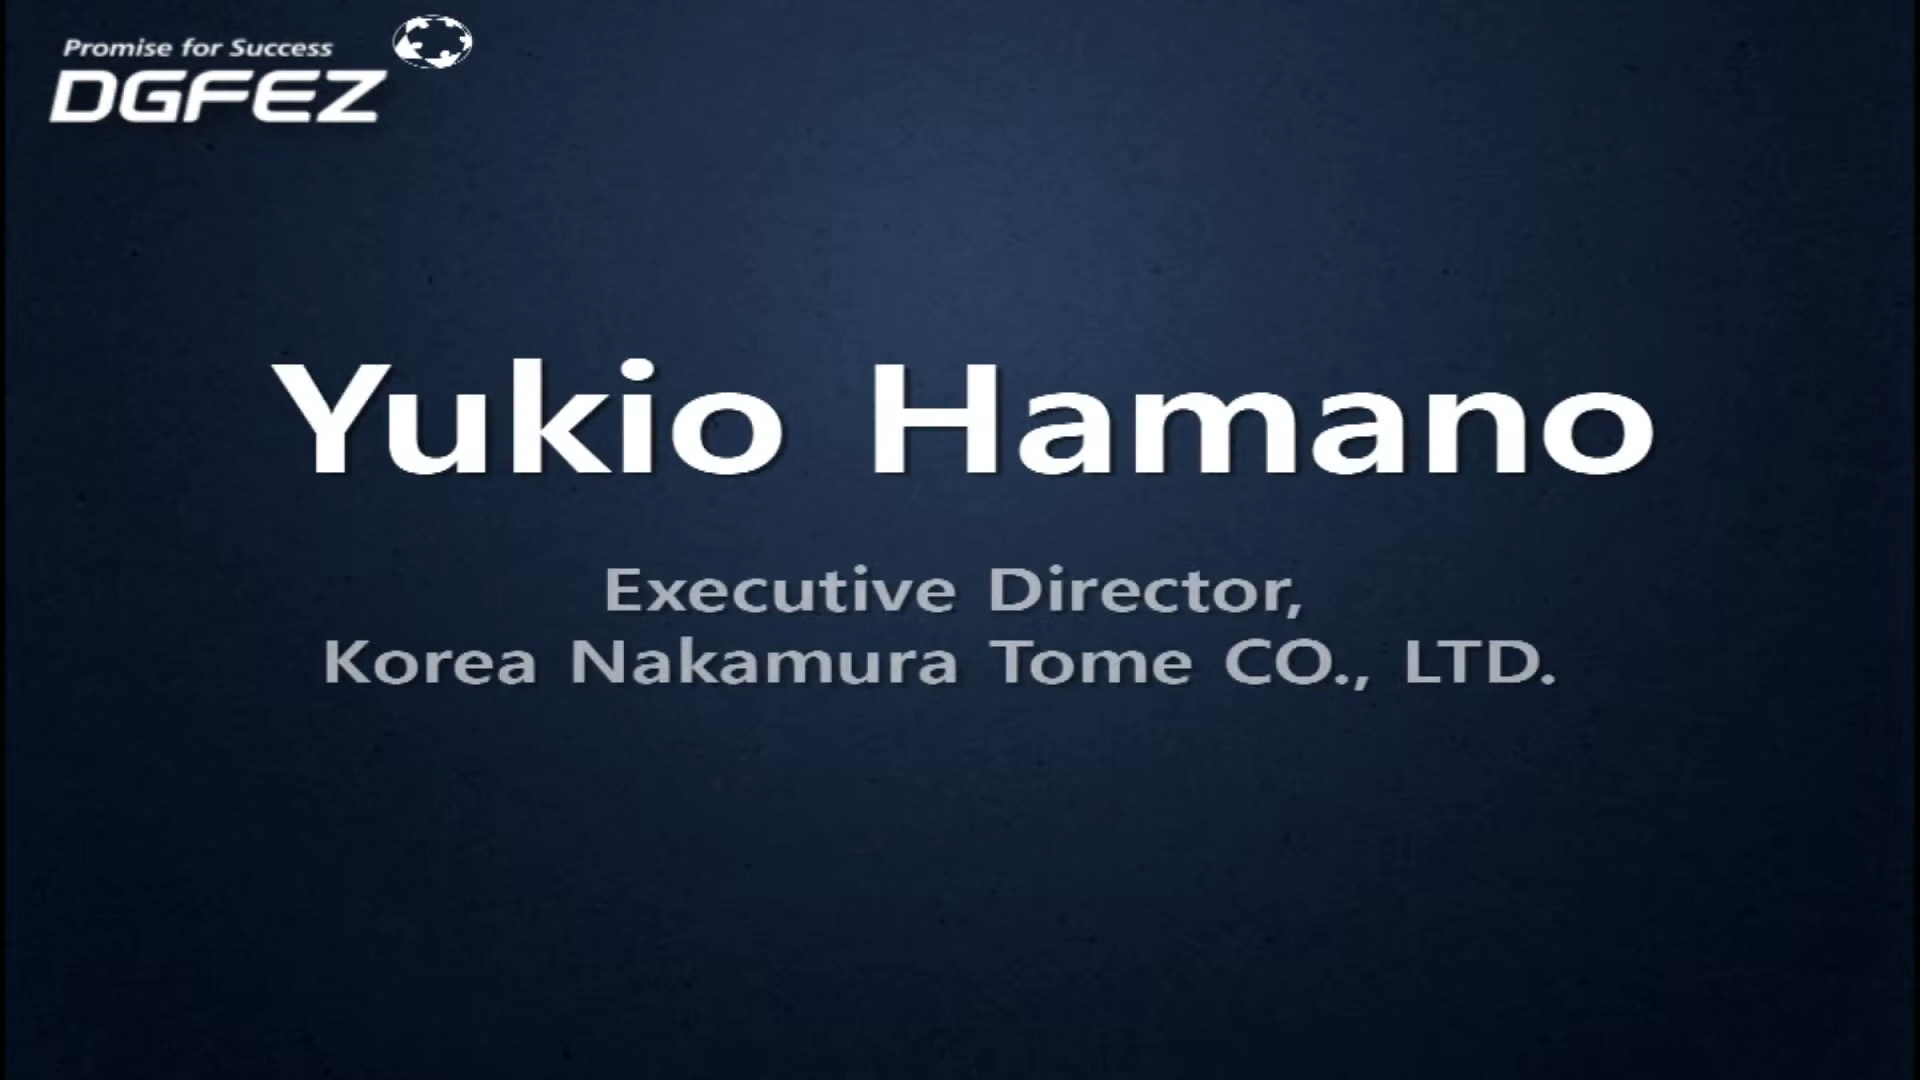 Promise for Success
DGFEZ
Yukio Hamano
Executive Director,
Korea Nakamura Tome CO., LTD.